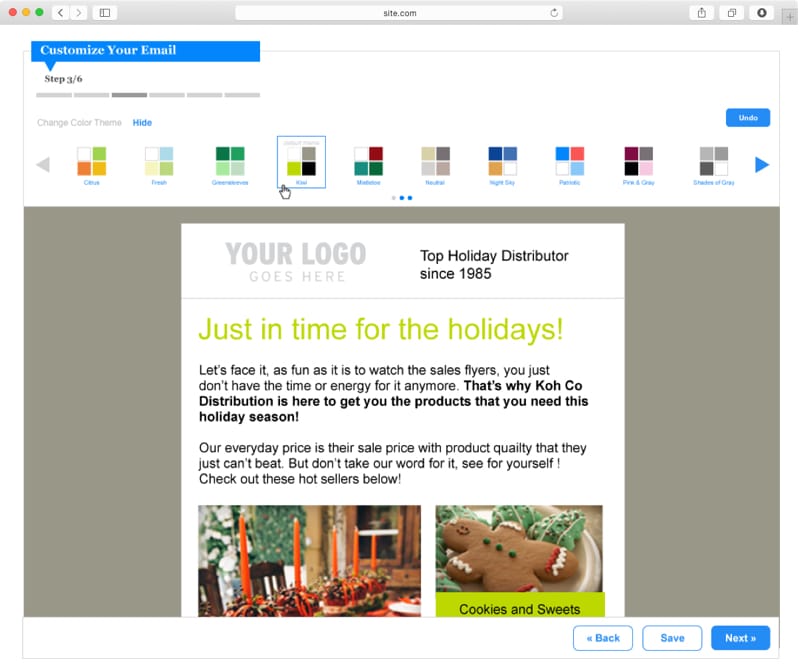 site.com
Customize Your Email
Step 3/6
Change Color Theme Hide
Undo
Default Theme
Citrus Fresh Greensleeves Kiwi Mistletoe Neutral Night Sky Patriotic Pink & Gray Shades of Gray
YOUR LOGO
GOES HERE
Top Holiday Distributor
since 1985
Just in time for the holidays!
Let's face it, as fun as it is to watch the sales flyers, you just
don't have the time or energy for it anymore. That's why Koh Co
Distribution is here to get you the products that you need this
holiday season!
Our everyday price is their sale price with product quailty that they
just can't beat. But don't take our word for it, see for yourself !
Check out these hot sellers below!
Cookies and Sweets
« Back
Save
Next »